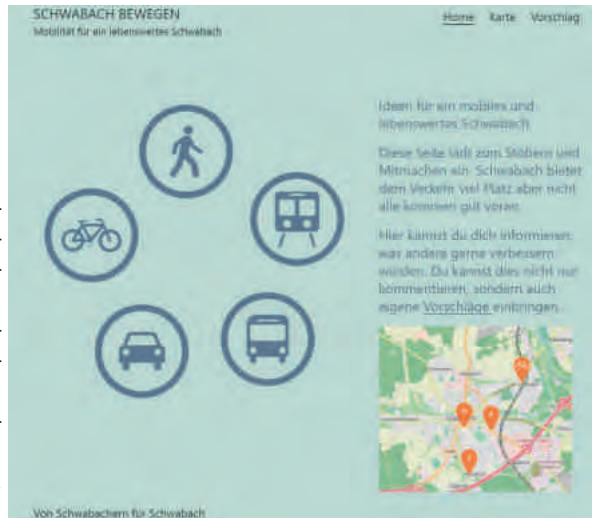 SCHWABACH BEWEGEN
Mobilität für ein lebenswertes Schwabach
Home Karte Vorschlag
Ideen für ein mobiles und
lebenswertes Schwabach
Diese Seite lädt zum Stöbern und
Mitmachen ein. Schwabach bietet
dem Verkehr viel Platz aber nicht
alle kommen gut voran.
Hier kannst du dich informieren,
was andere gerne verbessern
würden. Du kannst dies nicht nur
kommentieren, sondern auch
eigene Vorschläge einbringen.
Von Schwabachern für Schwabach